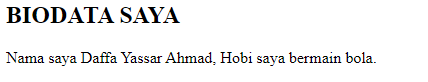 BIODATA SAYA
Nama saya Daffa Yassar Ahmad, Hobi saya bermain bola.